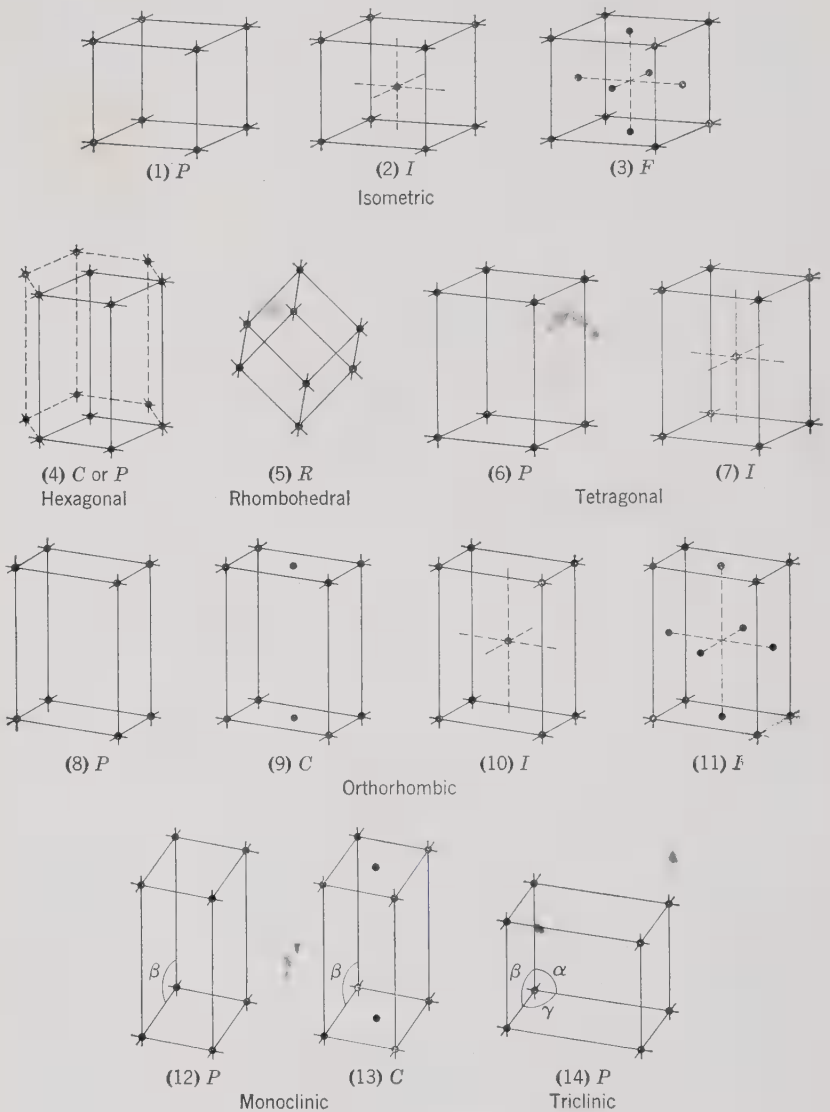 (1) P (2) I (3) F
Isometric
(4) C or P (5) R (6) P (7) I
Hexagonal Rhombohedral Tetragonal
(8) P (9) C (10) I (11) F
Orthorhombic
β β β α
γ
(12) P (13) C (14) P
Monoclinic Triclinic